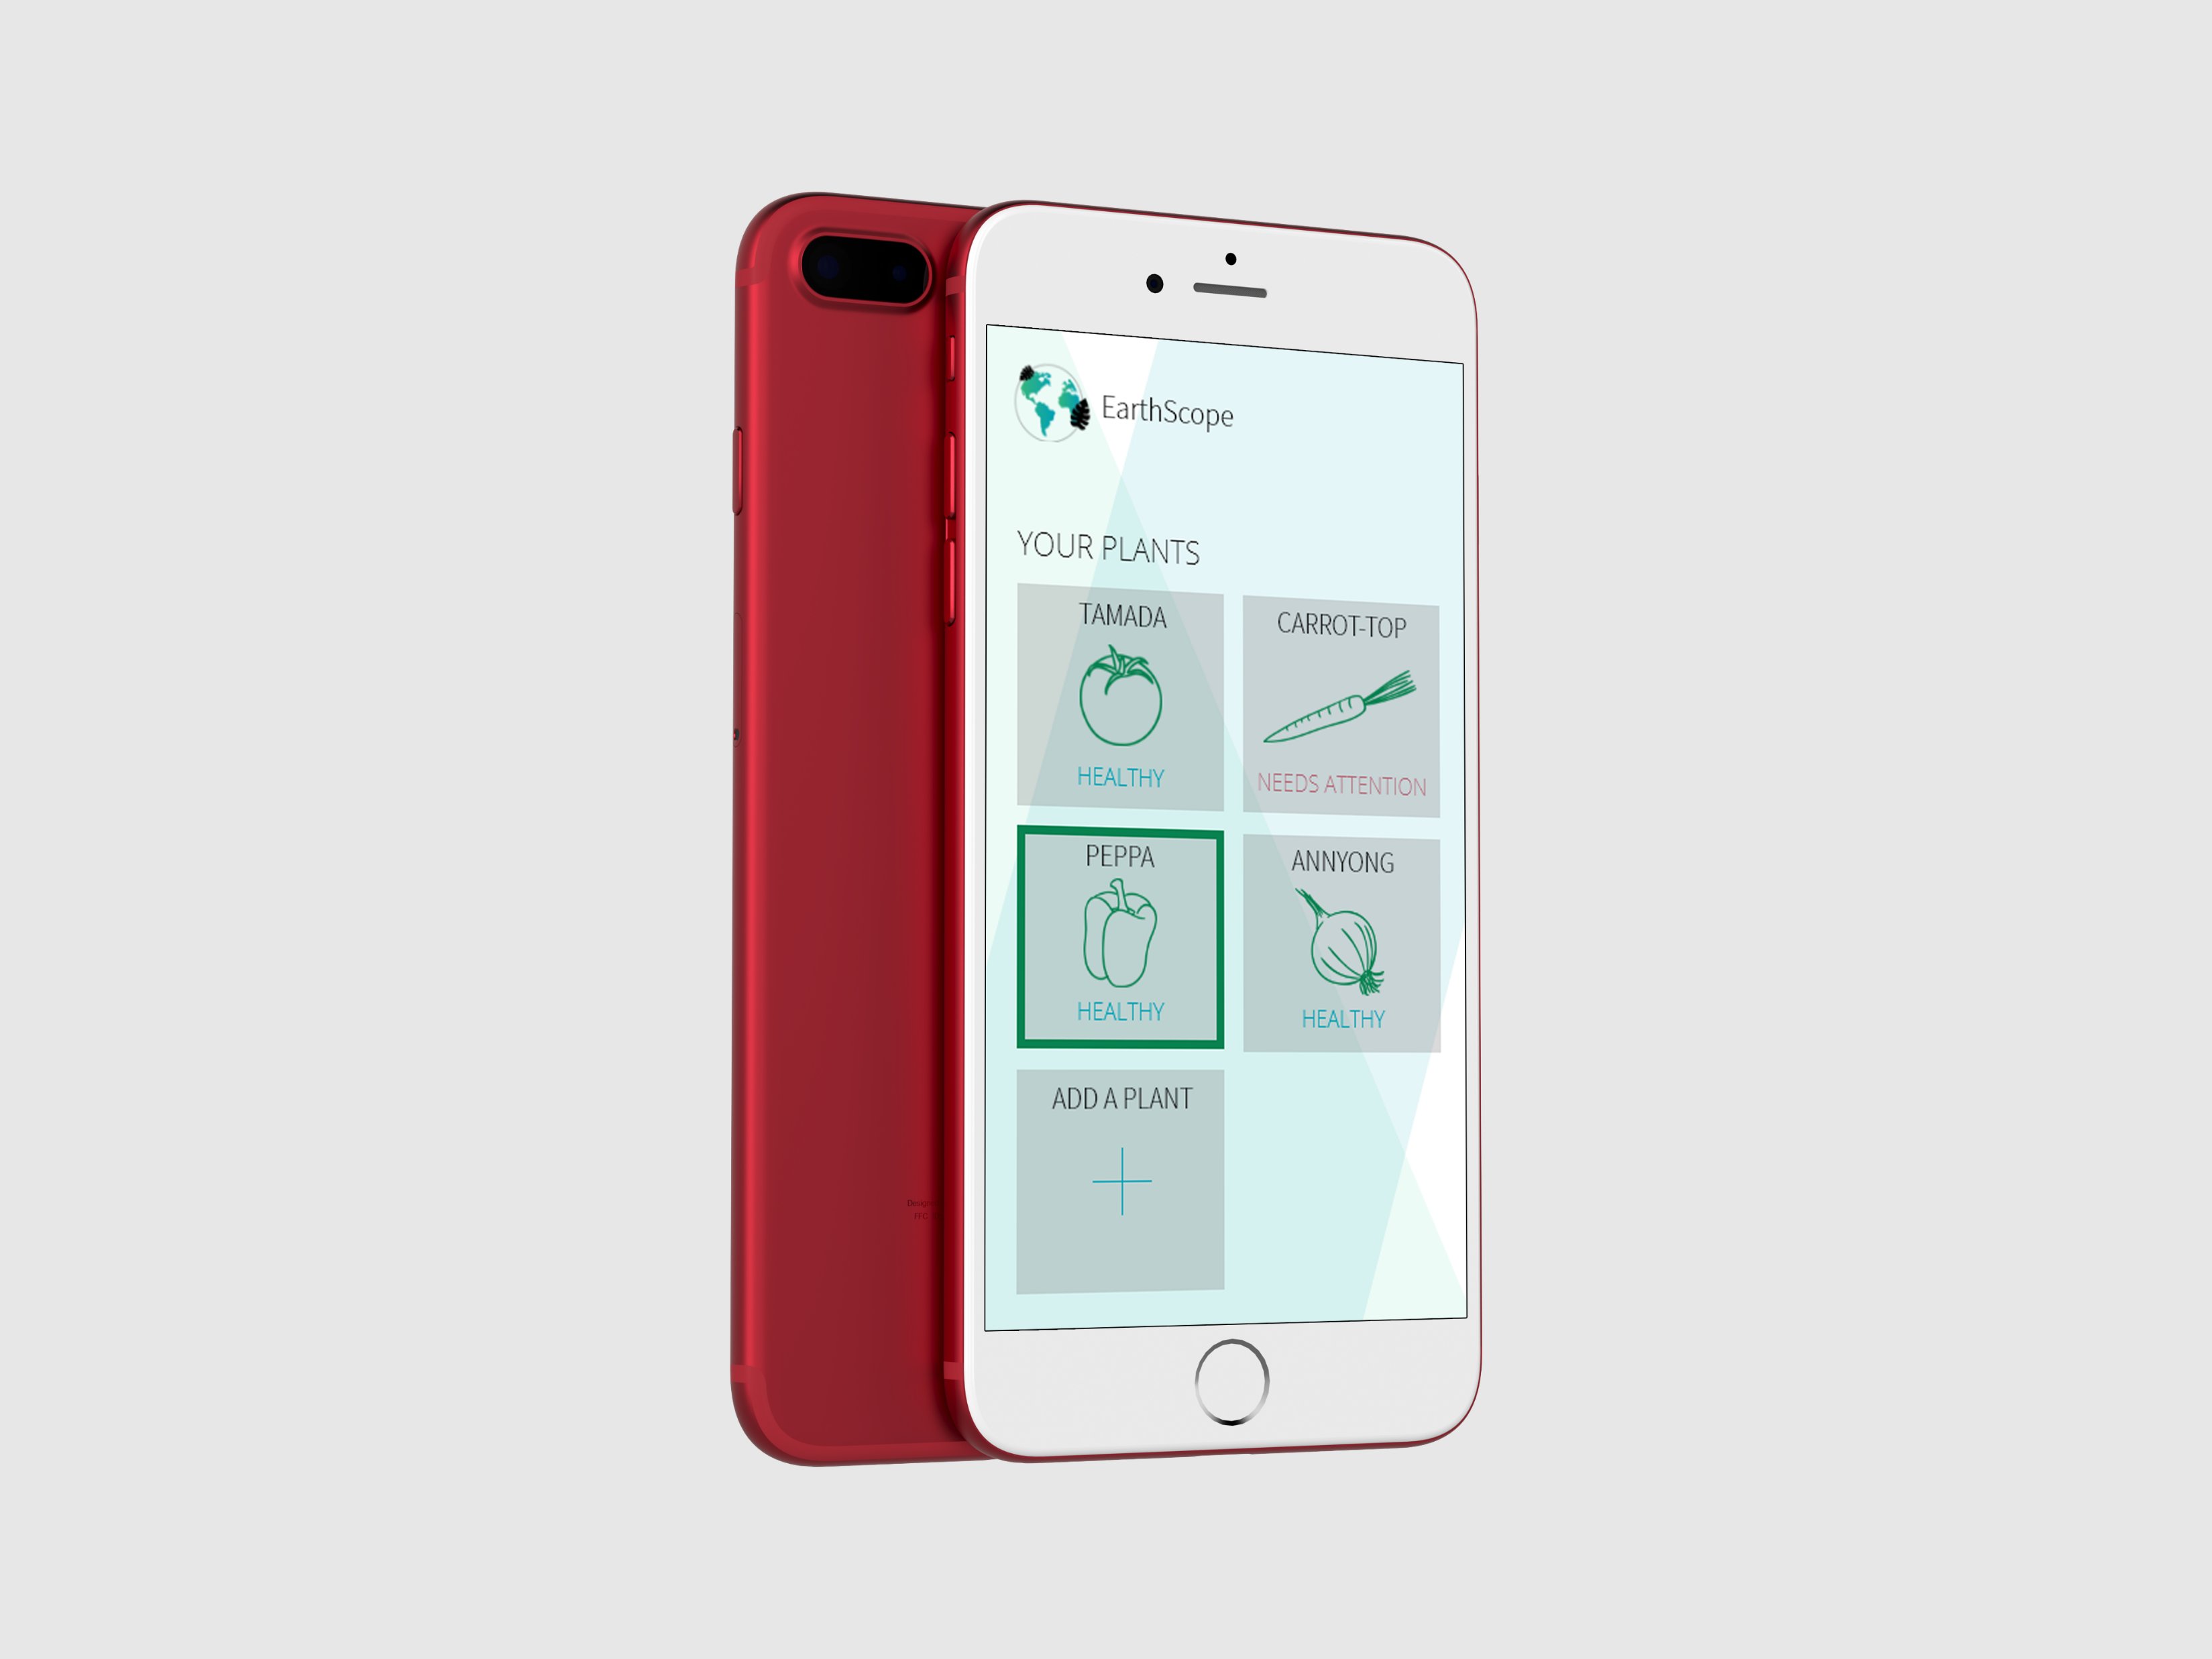 EarthScope
YOUR PLANTS
TAMADA
CARROT-TOP
HEALTHY
NEEDS ATTENTION
PEPPA
ANNYONG
HEALTHY
HEALTHY
ADD A PLANT